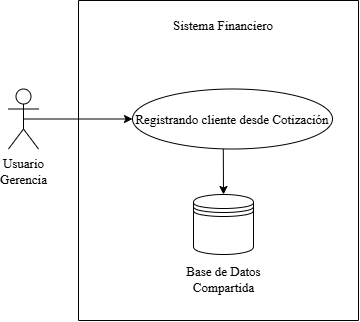 Sistema Financiero
Registrando cliente desde Cotización
Usuario
Gerencia
Base de Datos
Compartida